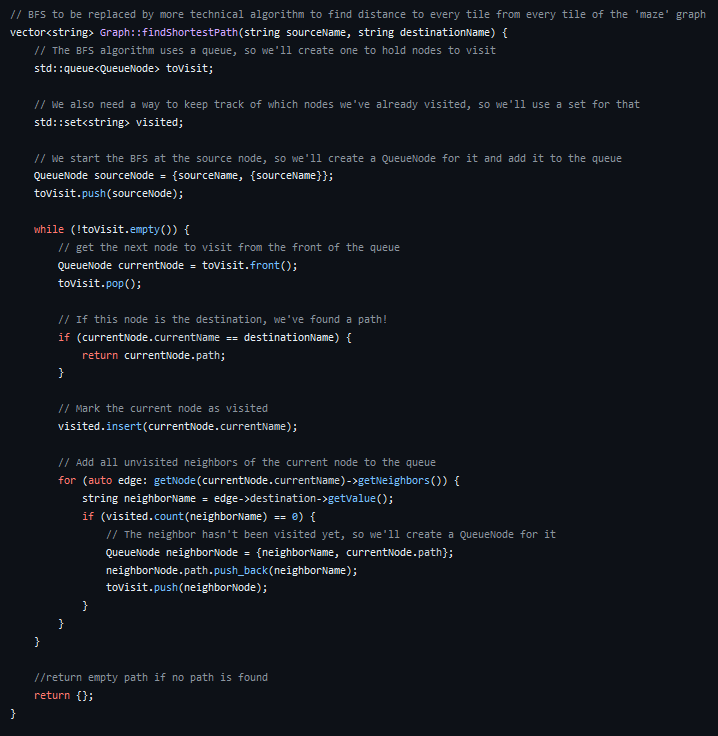 // BFS to be replaced by more technical algorithm to find distance to every tile from every tile of the 'maze' graph
vector<string> Graph::findShortestPath(string sourceName, string destinationName) {
    // The BFS algorithm uses a queue, so we'll create one to hold nodes to visit
    std::queue<QueueNode> toVisit;

    // We also need a way to keep track of which nodes we've already visited, so we'll use a set for that
    std::set<string> visited;

    // We start the BFS at the source node, so we'll create a QueueNode for it and add it to the queue
    QueueNode sourceNode = {sourceName, {sourceName}};
    toVisit.push(sourceNode);

    while (!toVisit.empty()) {
        // get the next node to visit from the front of the queue
        QueueNode currentNode = toVisit.front();
        toVisit.pop();

        // If this node is the destination, we've found a path!
        if (currentNode.currentName == destinationName) {
            return currentNode.path;
        }

        // Mark the current node as visited
        visited.insert(currentNode.currentName);

        // Add all unvisited neighbors of the current node to the queue
        for (auto edge: getNode(currentNode.currentName)->getNeighbors()) {
            string neighborName = edge->destination->getValue();
            if (visited.count(neighborName) == 0) {
                // The neighbor hasn't been visited yet, so we'll create a QueueNode for it
                QueueNode neighborNode = {neighborName, currentNode.path};
                neighborNode.path.push_back(neighborName);
                toVisit.push(neighborNode);
            }
        }
    }

    //return empty path if no path is found
    return {};
}